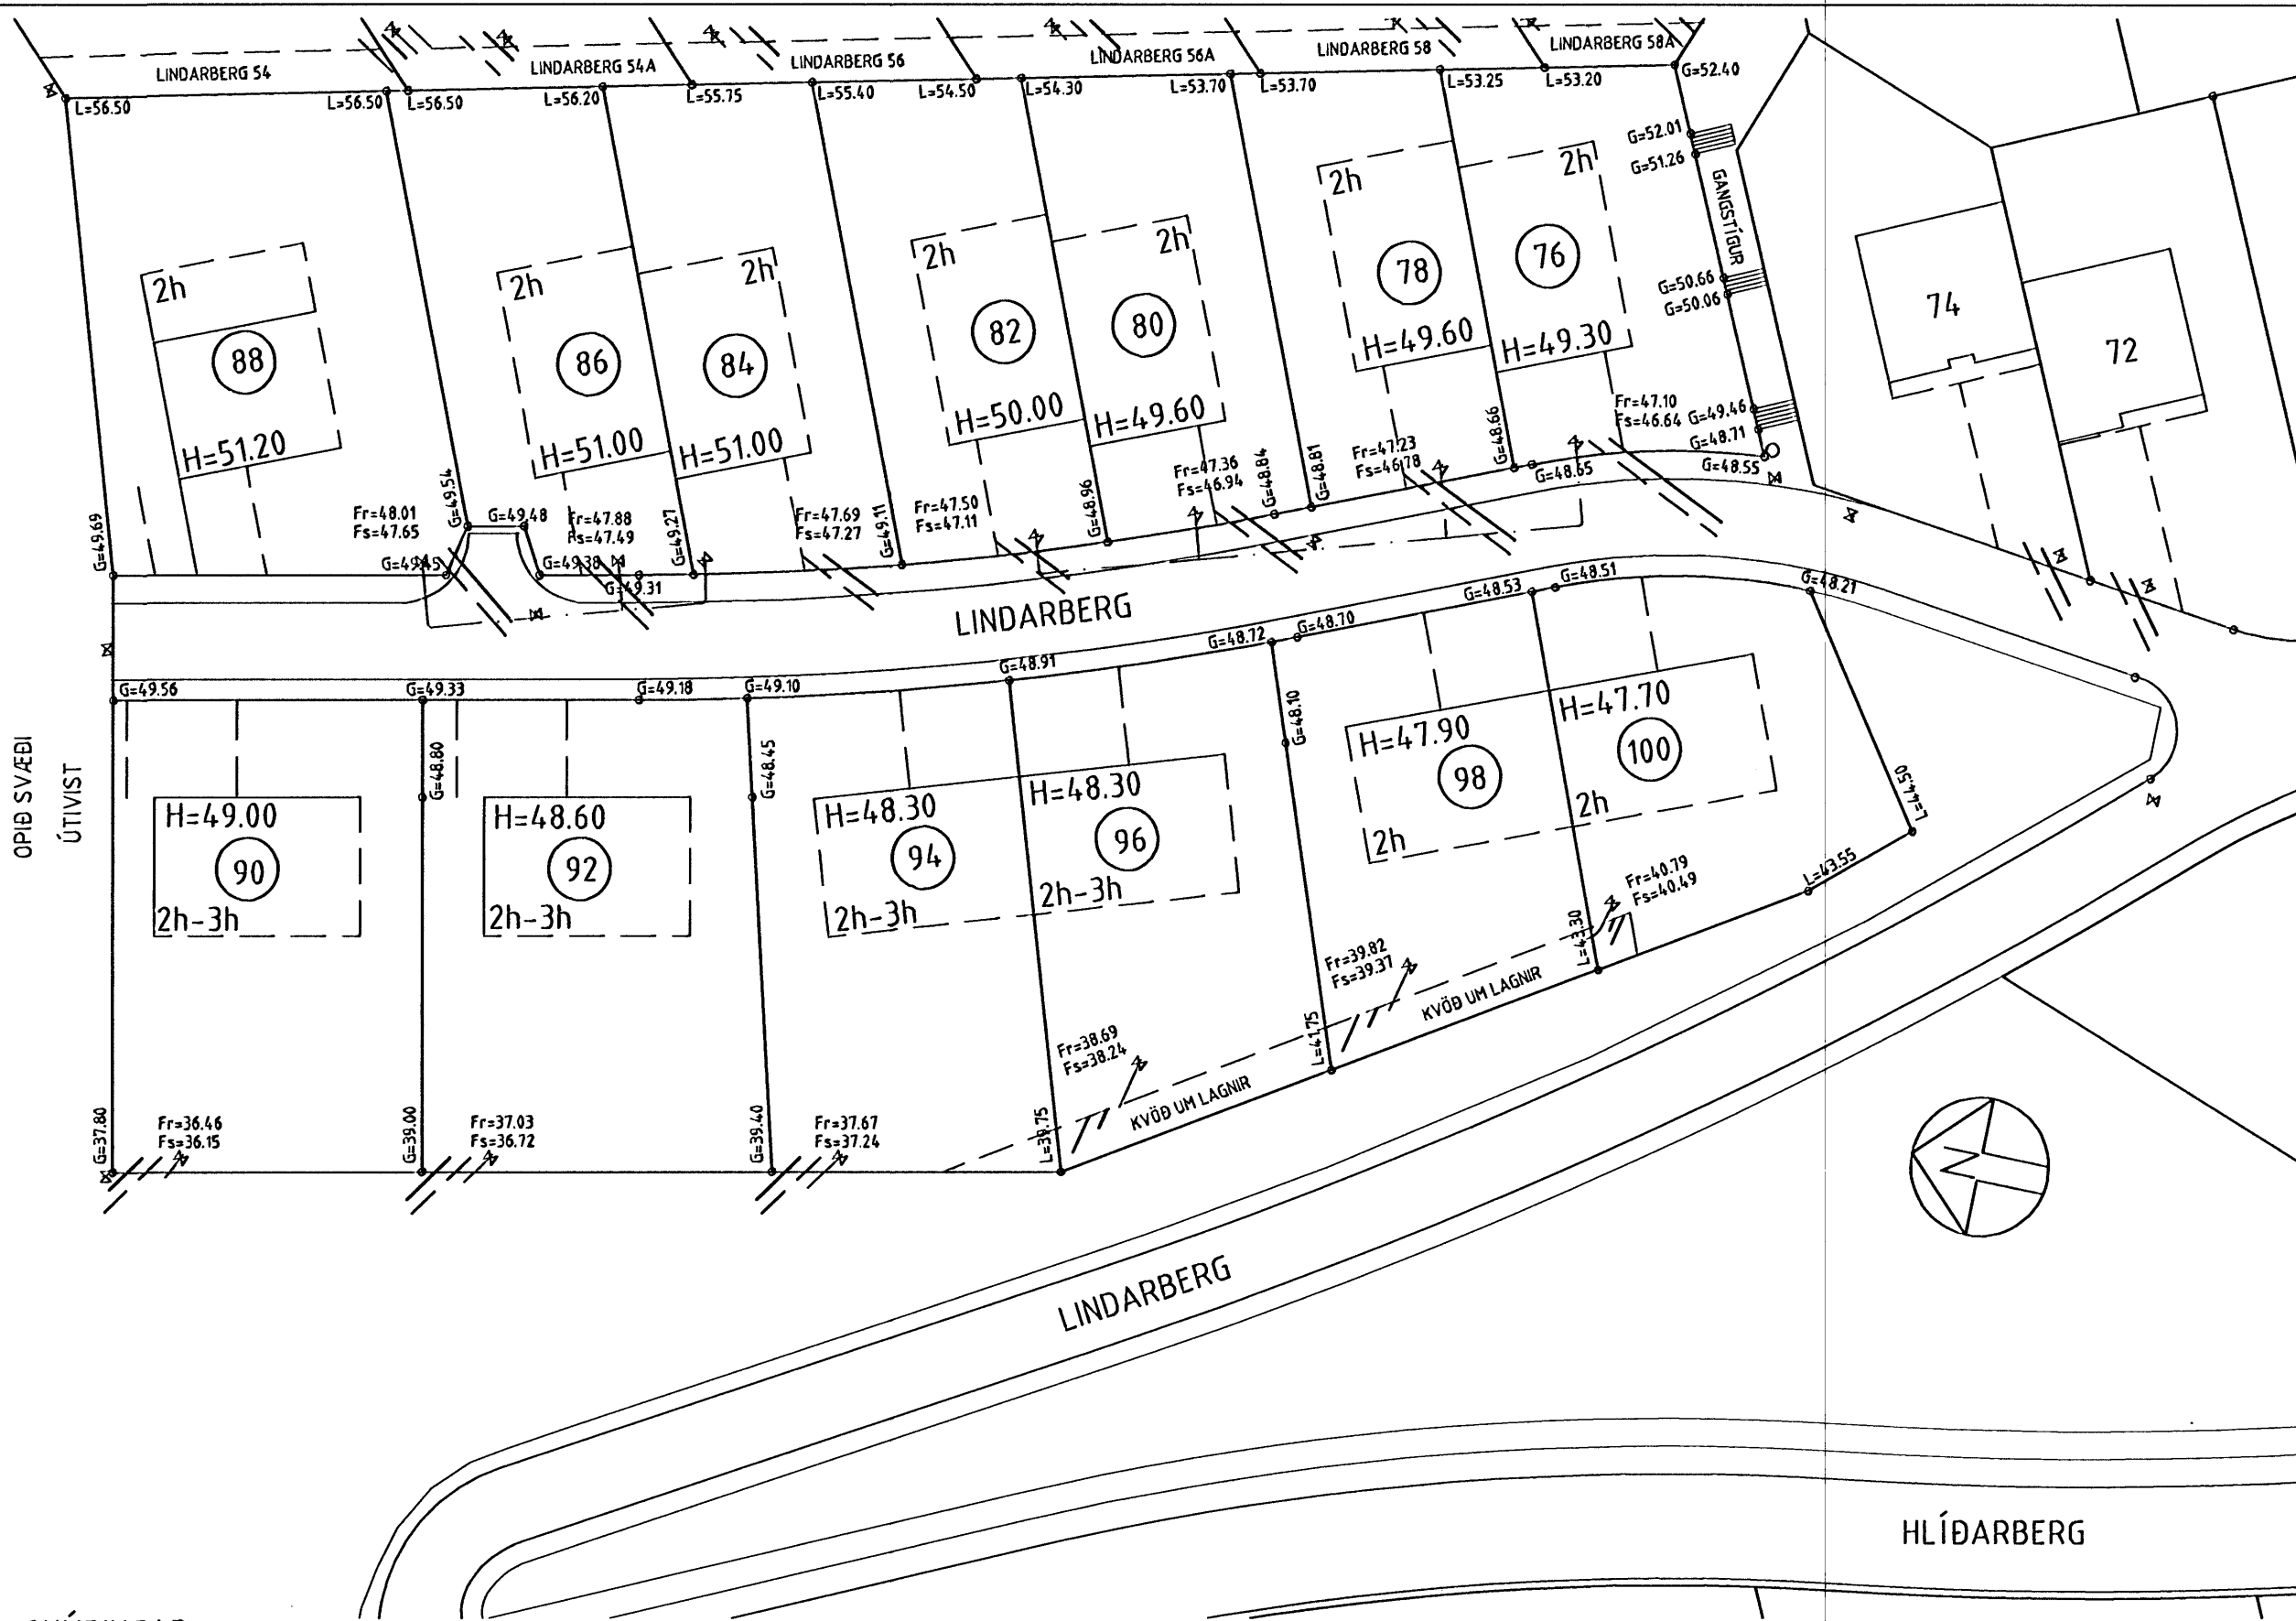 LINDARBERG 54
LINDARBERG 54A
LINDARBERG 56
LINDARBERG 56A
LINDARBERG 58
LINDARBERG 58A
L=56.50
L=56.50
L=56.50
L=56.20
L=55.75
L=55.40
L=54.50
L=54.30
L=53.70
L=53.70
L=53.25
L=53.20
G=52.40
G=52.01
G=51.26
GANGSTÍGUR
G=50.66
G=50.06
G=49.46
G=48.71
G=48.55
2h
88
H=51.20
2h
86
H=51.00
2h
84
H=51.00
2h
82
H=50.00
2h
80
H=49.60
2h
78
H=49.60
2h
76
H=49.30
74
72
G=49.69
Fr=48.01
Fs=47.65
G=49.54
G=49.45
G=49.48
Fr=47.88
Fs=47.49
G=49.38
G=49.31
G=49.27
Fr=47.69
Fs=47.27
G=49.11
Fr=47.50
Fs=47.11
G=48.96
Fr=47.36
Fs=46.94
G=48.84
G=48.81
Fr=47.23
Fs=46.78
G=48.66
G=48.65
Fr=47.10
Fs=46.64
LINDARBERG
G=49.56
G=49.33
G=49.18
G=49.10
G=48.91
G=48.72
G=48.70
G=48.53
G=48.51
G=48.21
OPIÐ SVÆÐI
ÚTIVIST
G=48.80
G=48.45
G=48.10
H=49.00
90
2h-3h
H=48.60
92
2h-3h
H=48.30
94
2h-3h
H=48.30
96
2h-3h
H=47.90
98
2h
H=47.70
100
2h
L=44.50
L=43.55
Fr=40.79
Fs=40.49
L=43.30
Fr=39.82
Fs=39.37
KVÖÐ UM LAGNIR
L=41.75
Fr=38.69
Fs=38.24
KVÖÐ UM LAGNIR
L=39.75
G=37.80
Fr=36.46
Fs=36.15
G=39.00
Fr=37.03
Fs=36.72
G=39.40
Fr=37.67
Fs=37.24
LINDARBERG
HLÍÐARBERG